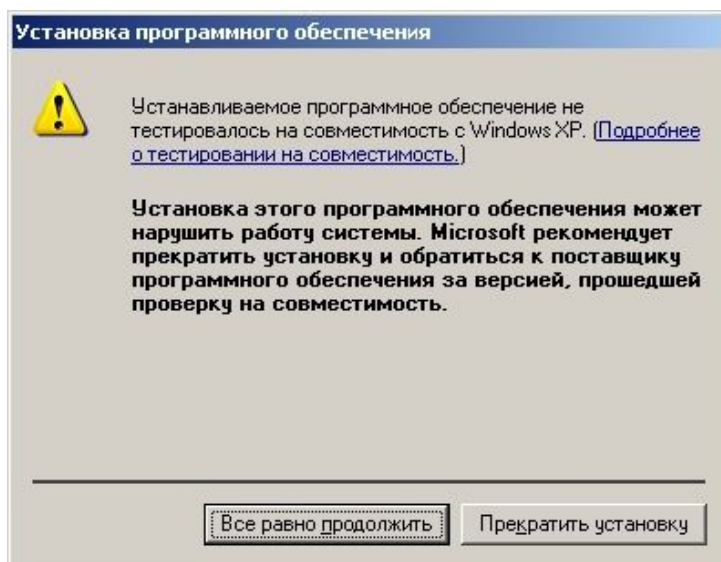 Установка программного обеспечения
Устанавливаемое программное обеспечение не
тестировалось на совместимость с Windows XP. (Подробнее
о тестировании на совместимость.)
Установка этого программного обеспечения может
нарушить работу системы. Microsoft рекомендует
прекратить установку и обратиться к поставщику
программного обеспечения за версией, прошедшей
проверку на совместимость.
Все равно продолжить
Прекратить установку